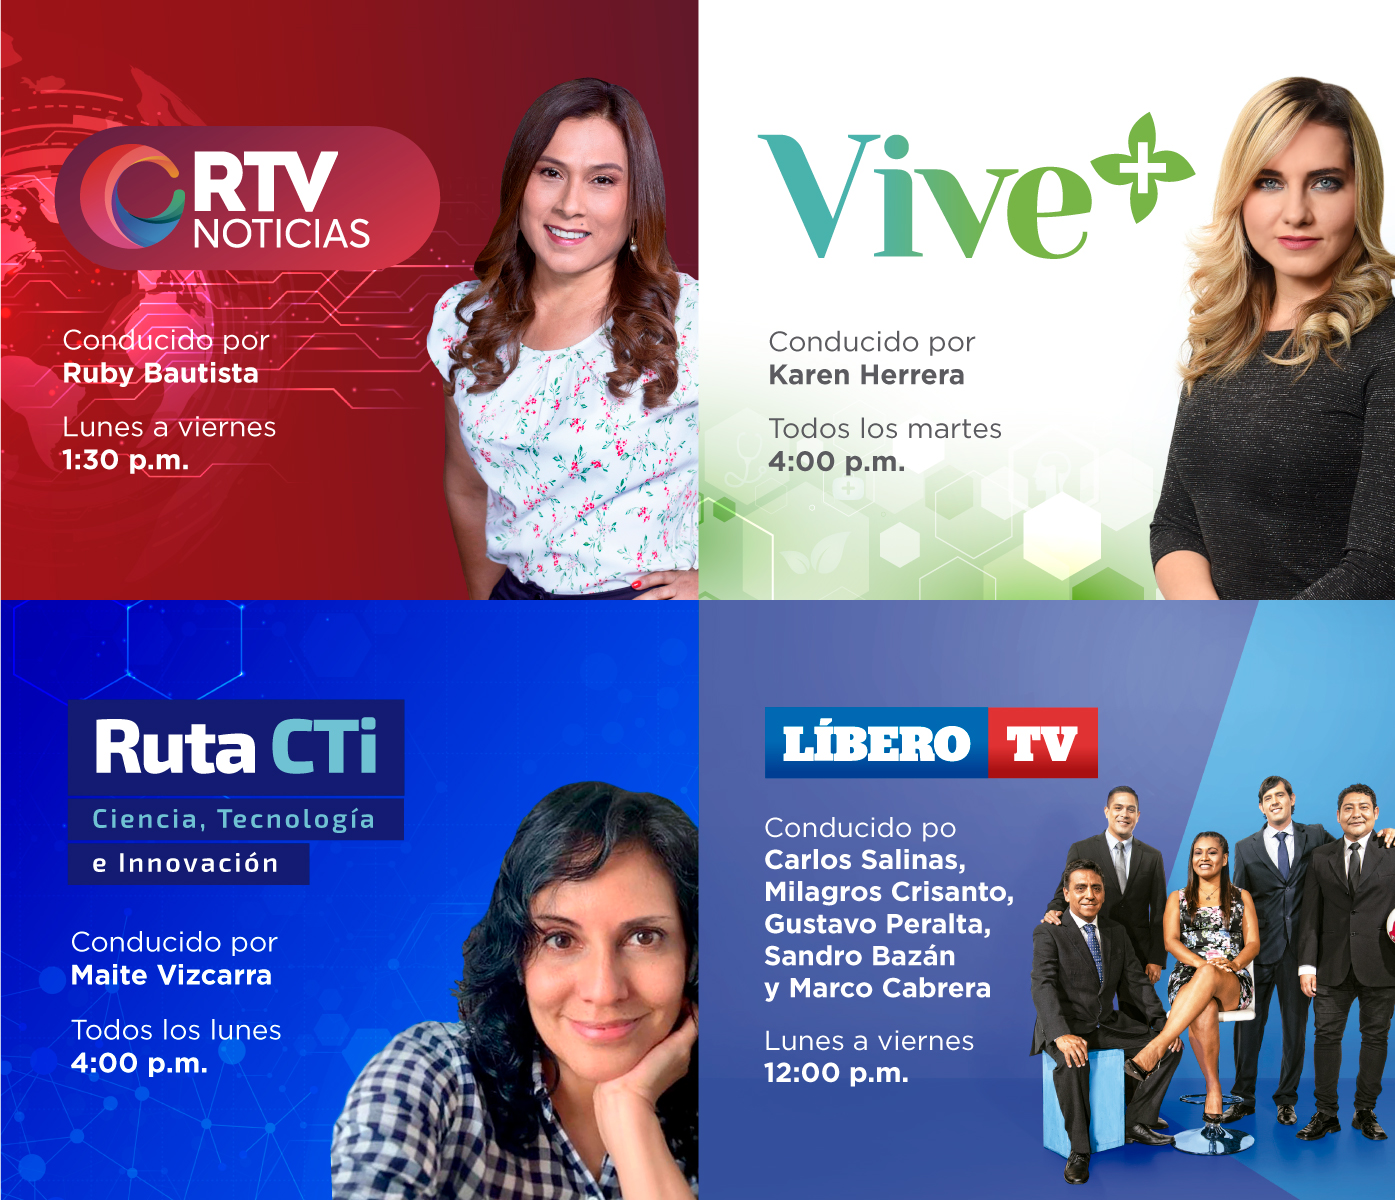 RTV
NOTICIAS
Conducido por
Ruby Bautista
Lunes a viernes
1:30 p.m.
Vive+
Conducido por
Karen Herrera
Todos los martes
4:00 p.m.
Ruta CTi
Ciencia, Tecnología
e Innovación
Conducido por
Maite Vizcarra
Todos los lunes
4:00 p.m.
LÍBERO TV
Conducido po
Carlos Salinas,
Milagros Crisanto,
Gustavo Peralta,
Sandro Bazán
y Marco Cabrera
Lunes a viernes
12:00 p.m.